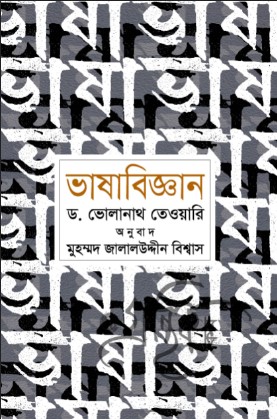 ভাষাবিজ্ঞান
ড. ভোলানাথ তেওয়ারি
অনুবাদ
মুহম্মদ জালালউদ্দীন বিশ্বাস